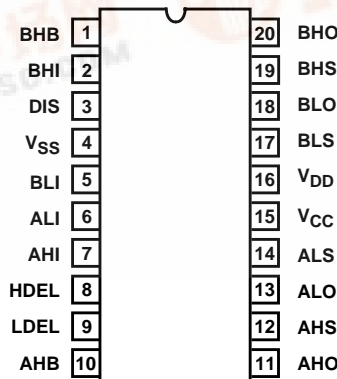 BHB 1 20 BHO
BHI 2 19 BHS
DIS 3 18 BLO
VSS 4 17 BLS
BLI 5 16 VDD
ALI 6 15 VCC
AHI 7 14 ALS
HDEL 8 13 ALO
LDEL 9 12 AHS
AHB 10 11 AHO